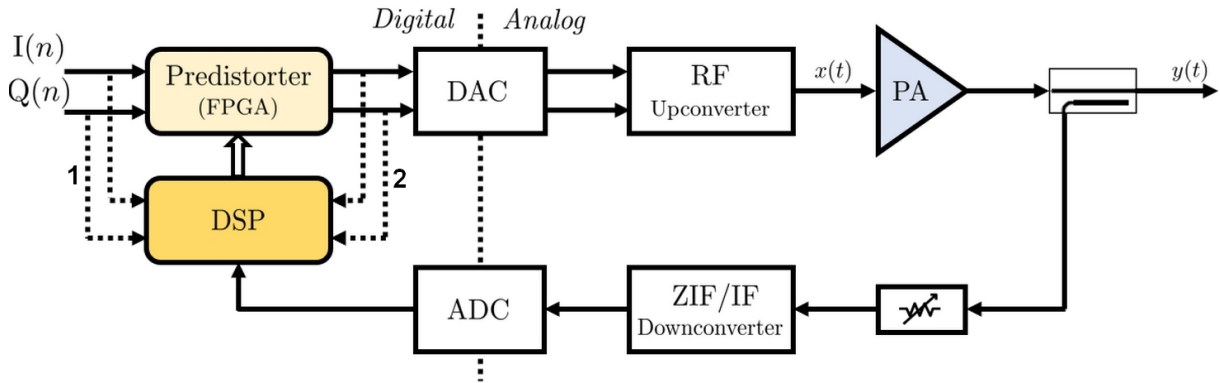 Digital Analog
I(n)
Q(n)
Predistorter
(FPGA)
DAC
RF
Upconverter
x(t)
PA
y(t)
1
2
DSP
ADC
ZIF/IF
Downconverter